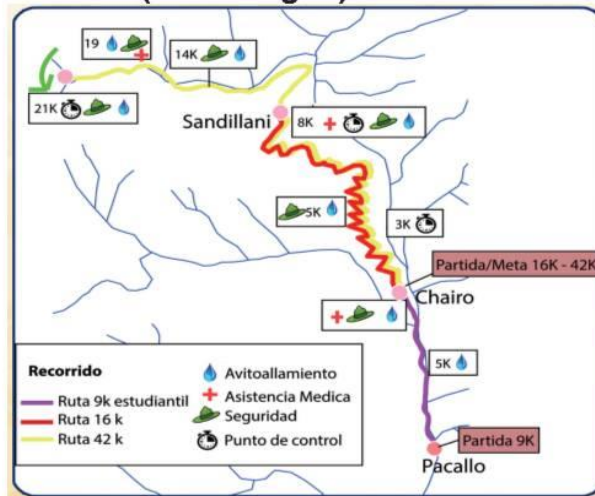 19
14K
21K
Sandillani
8K
5K
3K
Partida/Meta 16K - 42K
Chairo
5K
Recorrido
Ruta 9k estudiantil
Ruta 16 k
Ruta 42 k
Avitoallamiento
Asistencia Medica
Seguridad
Punto de control
Partida 9K
Pacallo